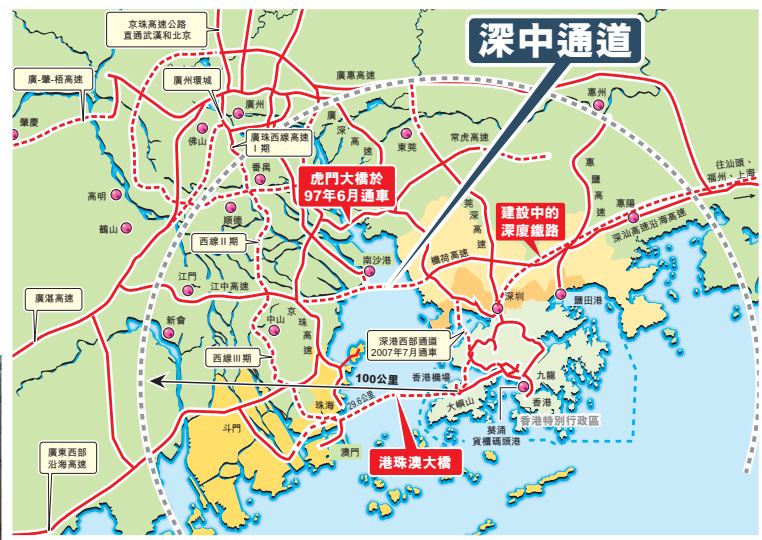 京珠高速公路
直通武漢和北京
深中通道
廣-肇-梧高速
廣州環城
廣惠高速
惠州
肇慶
廣州
佛山
廣珠西線高速
I期
廣深高速
東莞
常虎高速
番禺
惠鹽高速
往汕頭、
福州、上海
虎門大橋於
97年6月通車
高明
順德
莞深高速
建設中的
深廈鐵路
惠陽
鶴山
西線II期
深汕高速沿海高速
機荷高速
南沙港
江門
江中高速
深圳
鹽田港
廣湛高速
新會
中山
京珠高速
深港西部通道
2007年7月通車
西線III期
100公里
香港機場
九龍
29.6公里
珠海
大嶼山
香港
斗門
香港特別行政區
葵涌
貨櫃碼頭港
澳門
港珠澳大橋
廣東西部
沿海高速